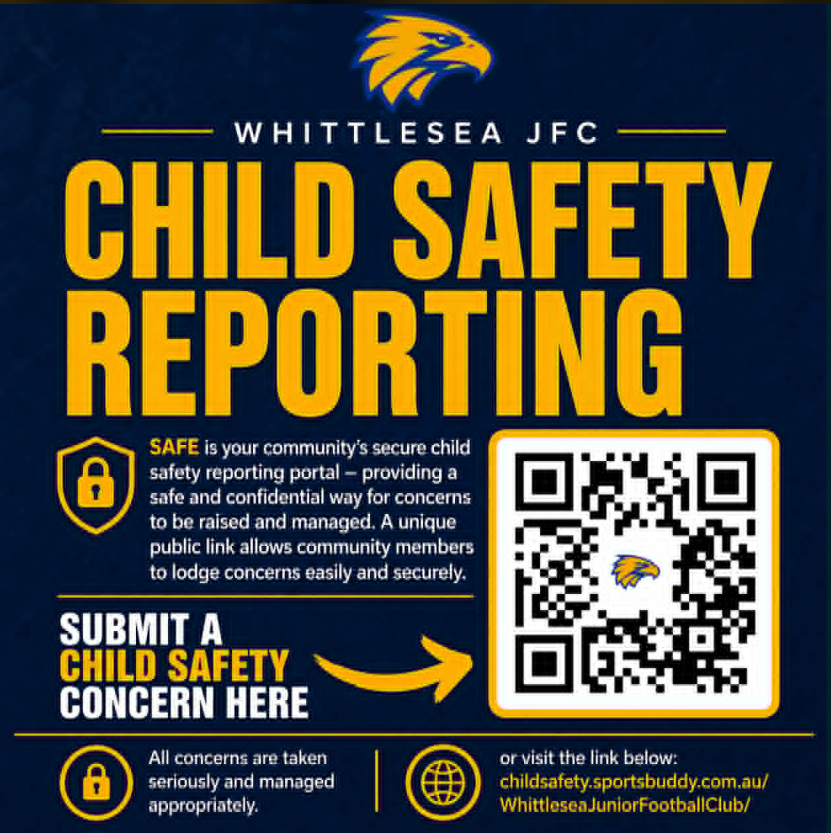 WHITTLESEA JFC
CHILD SAFETY
REPORTING
SAFE is your community's secure child
safety reporting portal – providing a
safe and confidential way for concerns
to be raised and managed. A unique
public link allows community members
to lodge concerns easily and securely.
SUBMIT A
CHILD SAFETY
CONCERN HERE
All concerns are taken
seriously and managed
appropriately.
or visit the link below:
childsafety.sportsbuddy.com.au/
WhittleseaJuniorFootballClub/